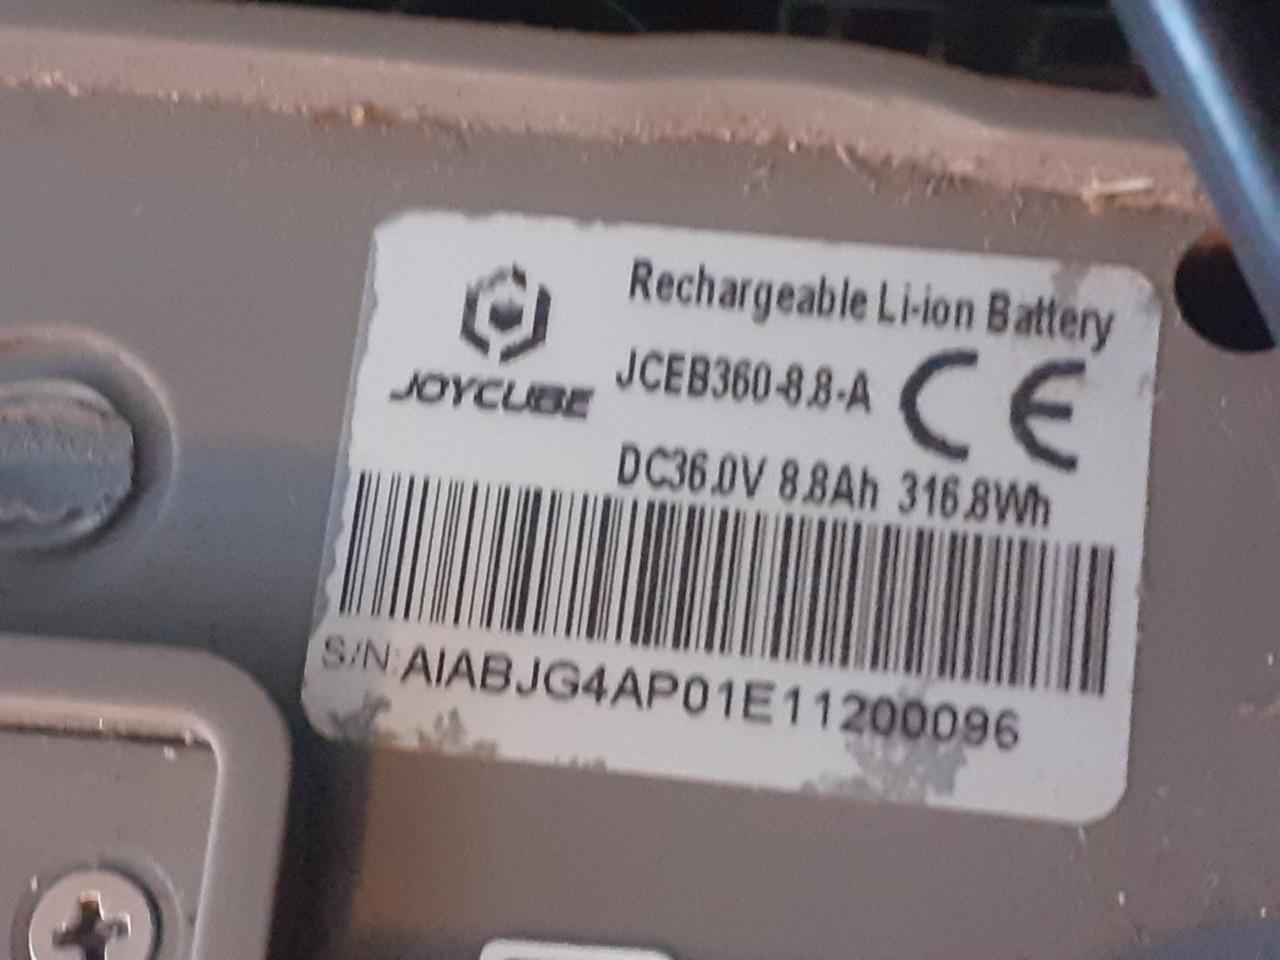 Rechargeable Li-ion Battery
JOYCUBE
JCEB360-8.8-A
CE
DC36.0V 8.8Ah 316.8Wh
S/N:AIABJG4AP01E11200096